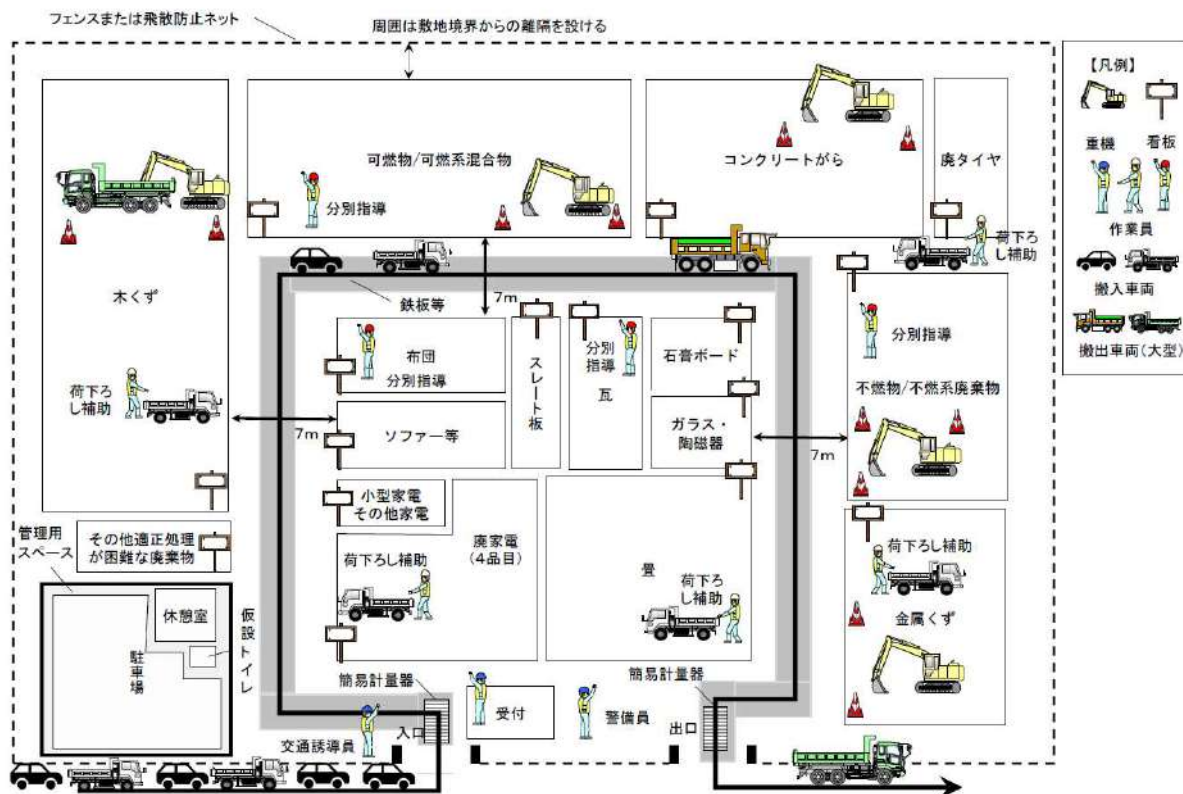 フェンスまたは飛散防止ネット
周囲は敷地境界からの離隔を設ける
【凡例】
重機
看板
作業員
搬入車両
搬出車両(大型)
可燃物/可燃系混合物
分別指導
コンクリートがら
廃タイヤ
荷下ろ
し補助
木くず
鉄板等
7m
布団
分別指導
スレート板
分別
指導
瓦
石膏ボード
分別指導
不燃物/不燃系廃棄物
荷下ろ
し補助
7m
ソファー等
ガラス・
陶磁器
7m
小型家電
その他家電
管理用
スペース
その他適正処理
が困難な廃棄物
廃家電
(4品目)
荷下ろし補助
畳
荷下ろ
し補助
荷下ろし補助
金属くず
休憩室
仮設トイレ
駐車場
簡易計量器
簡易計量器
入口
受付
警備員
出口
交通誘導員